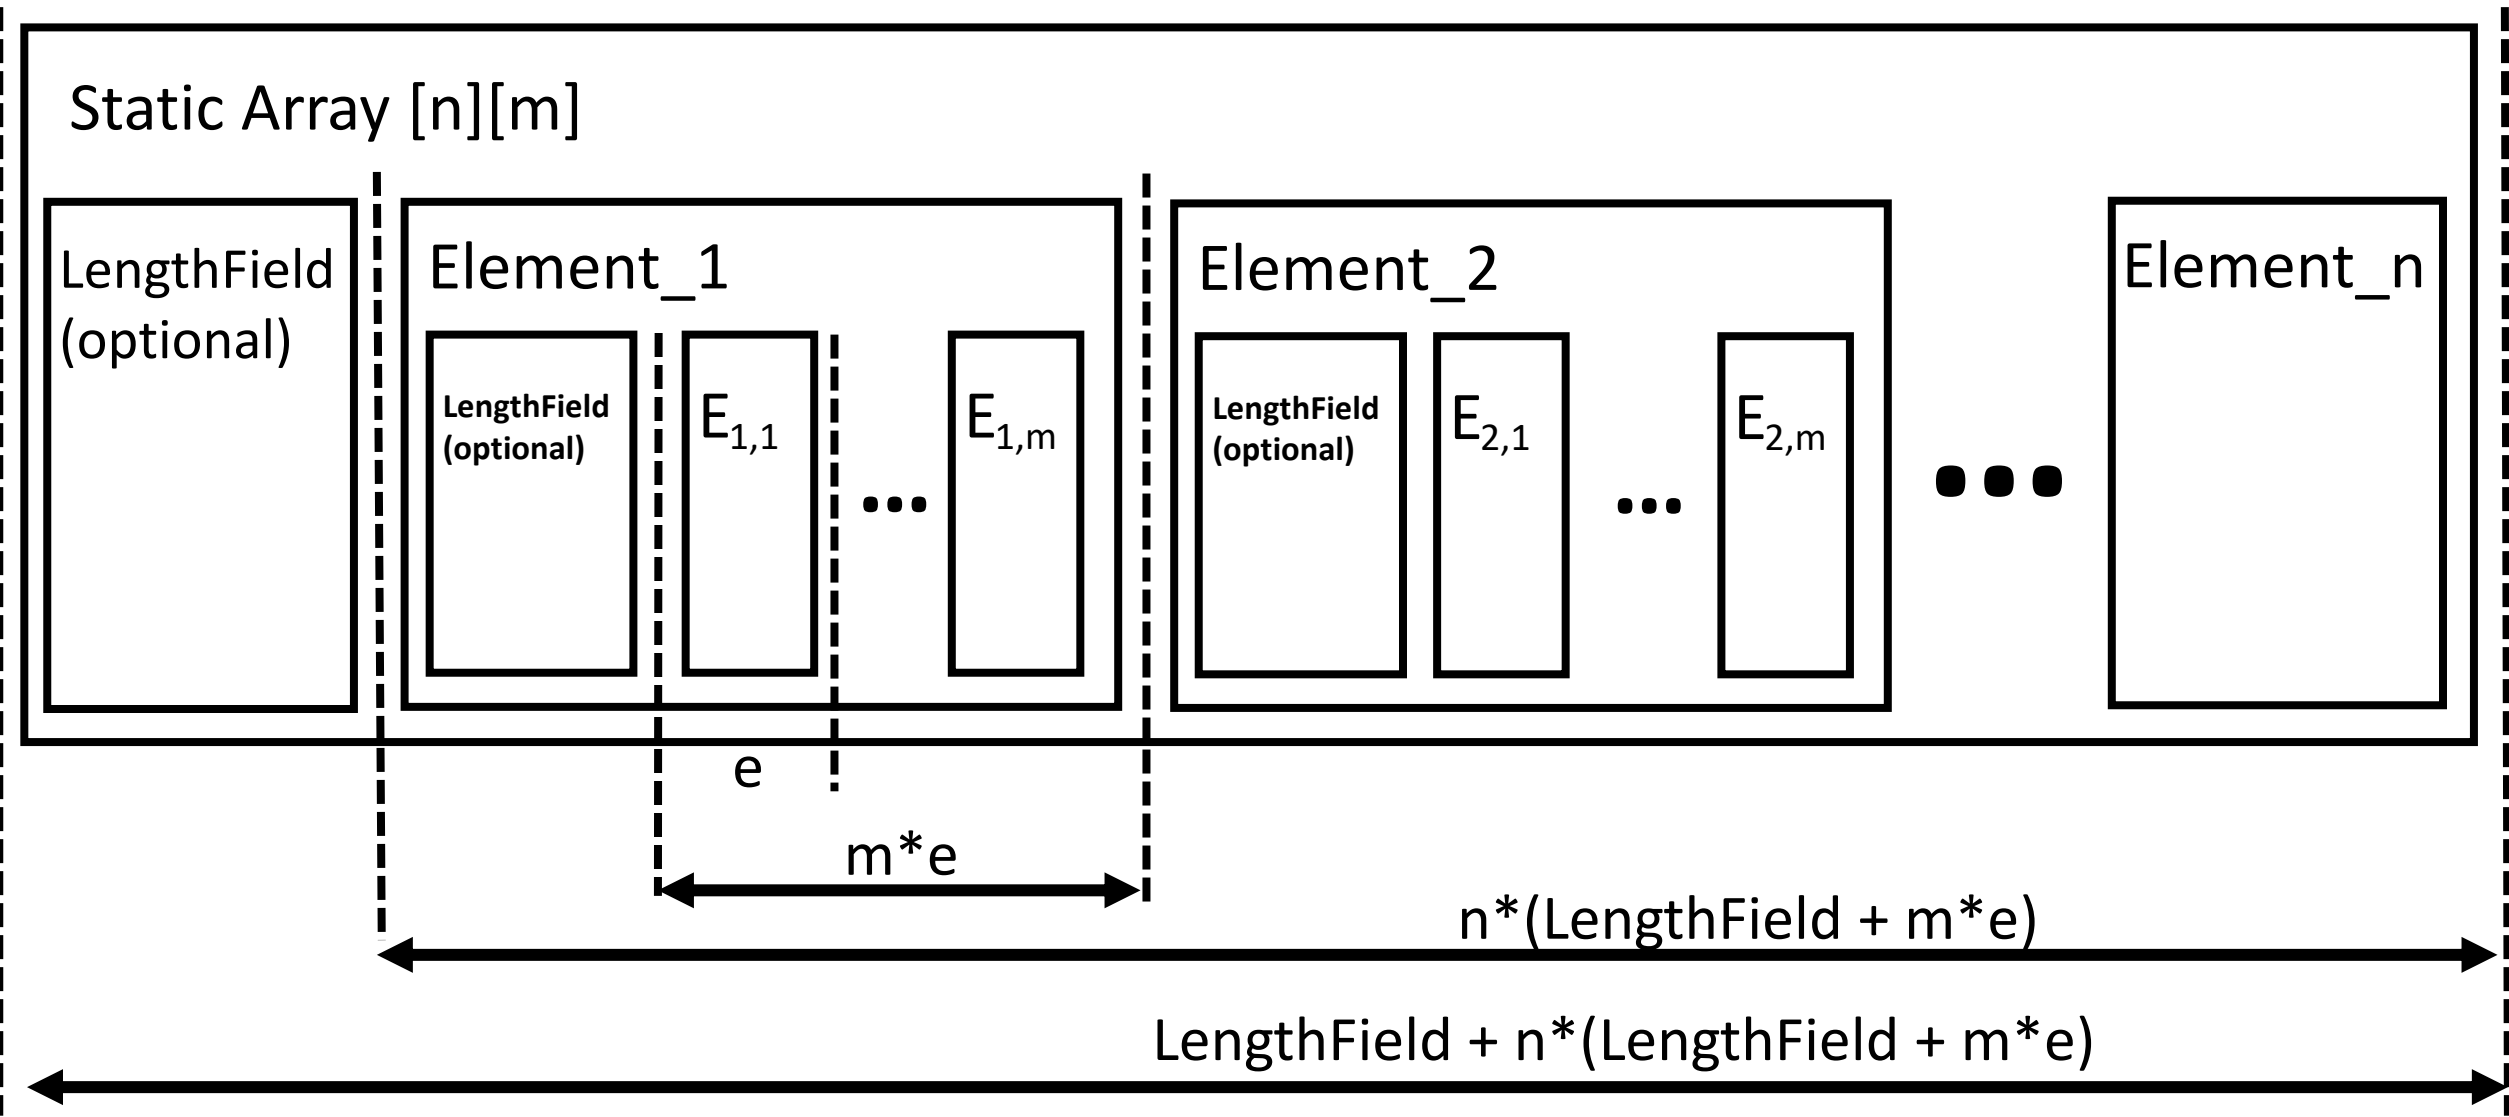 Static Array [n][m]
LengthField
(optional)
Element_1
LengthField
(optional)
E1,1
...
E1,m
Element_2
LengthField
(optional)
E2,1
...
E2,m
...
Element_n
e
m*e
n*(LengthField + m*e)
LengthField + n*(LengthField + m*e)